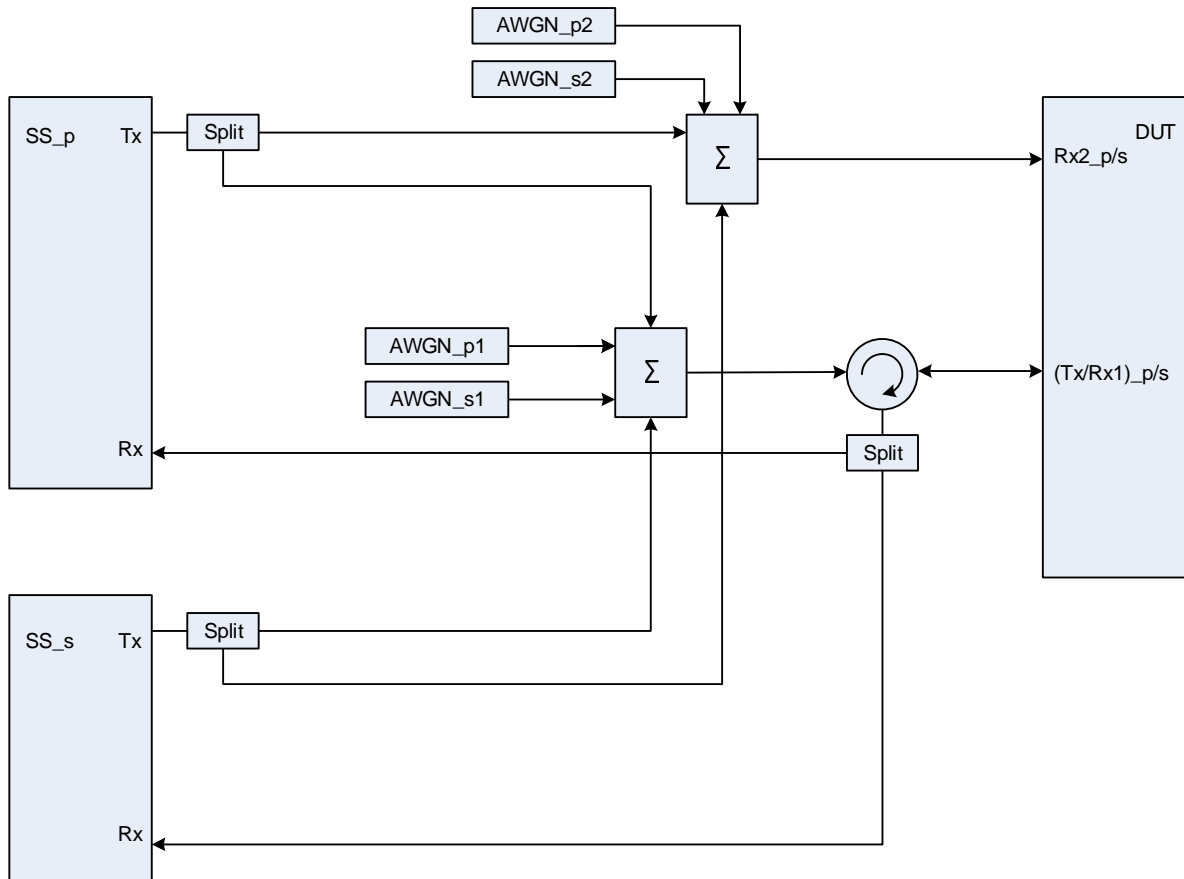 AWGN_p2
AWGN_s2
SS_p
Tx
Split
Σ
DUT
Rx2_p/s
AWGN_p1
AWGN_s1
Σ
(Tx/Rx1)_p/s
Rx
Split
SS_s
Tx
Split
Rx